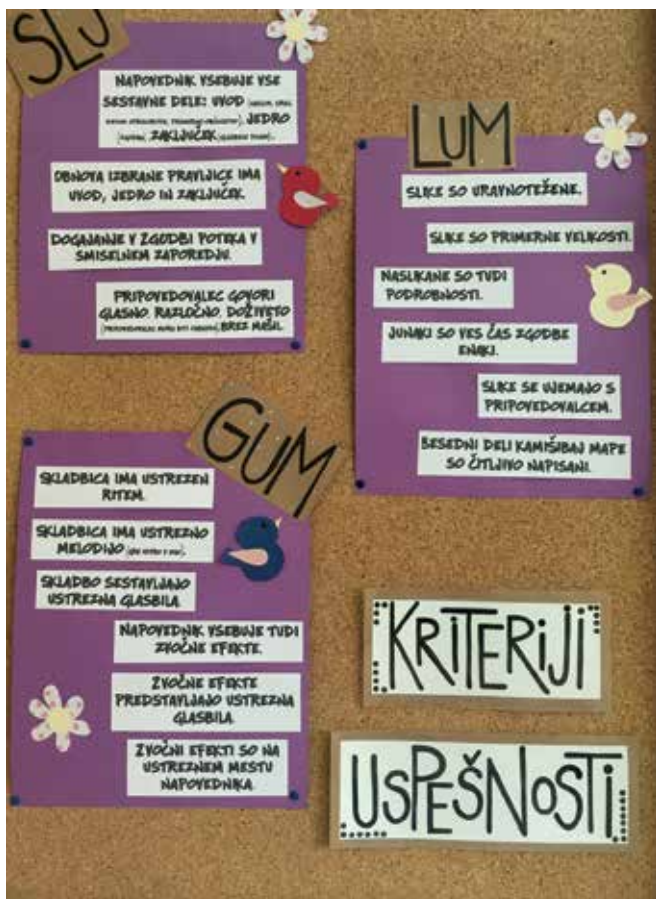 SLJ
NAPOVEDNIK VSEBUJE VSE
SESTAVNE DELE: UVOD
JEDRO
ZAKLJUČEK
OBNOVA IZBRANE PRAVLJICE IMA
UVOD, JEDRO IN ZAKLJUČEK.
DOGAJANJE V ZGODBI POTEKA V
SMISELNEM ZAPOREDJU.
PRIPOVEDOVALEC GOVORI
GLASNO, RAZLOČNO, DOŽIVETO
BREZ MAŠIL.
LUM
SLIKE SO URAVNOTEŽENE.
SLIKE SO PRIMERNE VELIKOSTI.
NASLIKANE SO TUDI
PODROBNOSTI.
JUNAKI SO VES ČAS ZGODBE
ENAKI.
SLIKE SE UJEMAJO S
PRIPOVEDOVALCEM.
BESEDNI DELI KAMIŠIBAJ MAPE
SO ČITLJIVO NAPISANI.
GUM
SKLADBICA IMA USTREZEN
RITEM.
SKLADBICA IMA USTREZNO
MELODIJO
SKLADBO SESTAVLJAJO
USTREZNA GLASBILA.
NAPOVEDNIK VSEBUJE TUDI
ZVOČNE EFEKTE.
ZVOČNE EFEKTE
PREDSTAVLJAJO USTREZNA
GLASBILA.
ZVOČNI EFEKTI SO NA
USTREZNEM MESTU
NAPOVEDNIKA.
KRITERIJI
USPEŠNOSTI